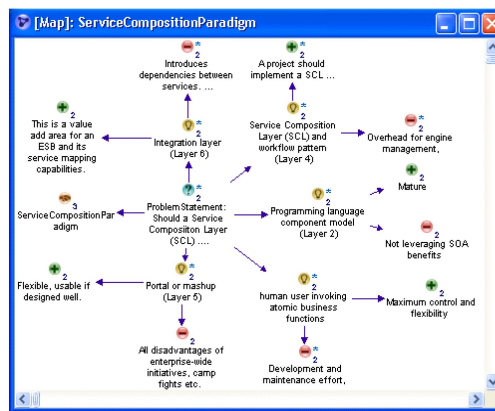 [Map]: ServiceCompositionParadigm
*
2
Introduces
dependencies between
services. ...
*
2
A project should
implement a SCL ...
2
This is a value
add area for an
ESB and its
service mapping
capabilities.
*
2
Integration layer
(Layer 6)
*
2
Service Composition
Layer (SCL) and
workflow pattern
(Layer 4)
*
2
Overhead for engine
management,
3
ServiceCompositionPar
adigm
*
2
Problem Statement:
Should a Service
Composiiton Layer
(SCL) ....
*
2
Programming language
component model
(Layer 2)
2
Mature
2
Not leveraging SOA
benefits
2
Flexible, usable if
designed well.
*
2
Portal or mashup
(Layer 5)
*
2
human user invoking
atomic business
functions
2
Maximum control and
flexibility
2
All disadvantages of
enterprise-wide
initiatives, camp
fights etc.
*
2
Development and
maintenance effort,